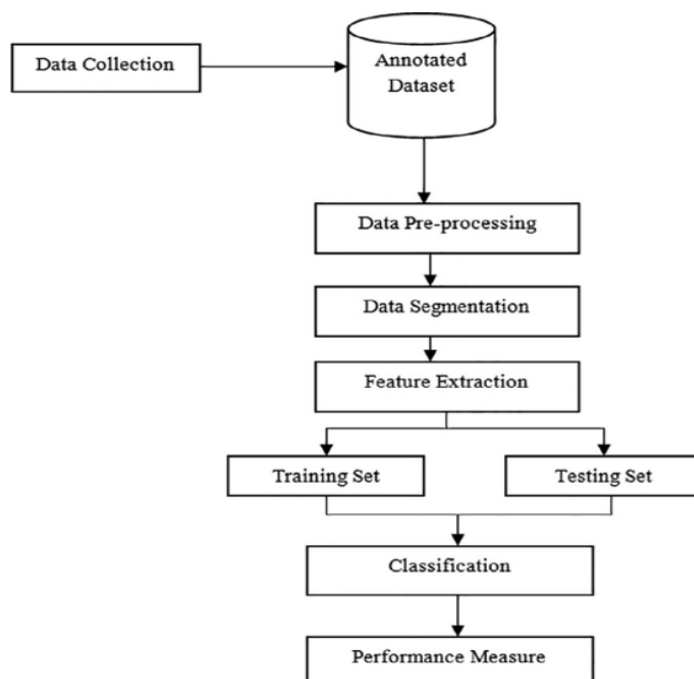 Data Collection
Annotated
Dataset
Data Pre-processing
Data Segmentation
Feature Extraction
Training Set
Testing Set
Classification
Performance Measure